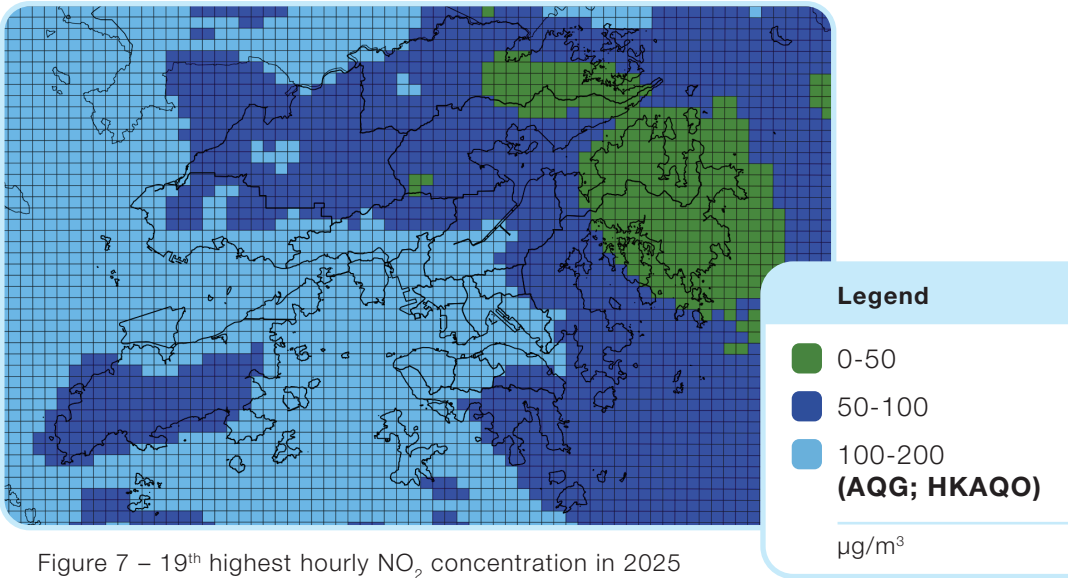 Legend
0-50
50-100
100-200
(AQG; HKAQO)
µg/m³
Figure 7 – 19th highest hourly NO₂ concentration in 2025